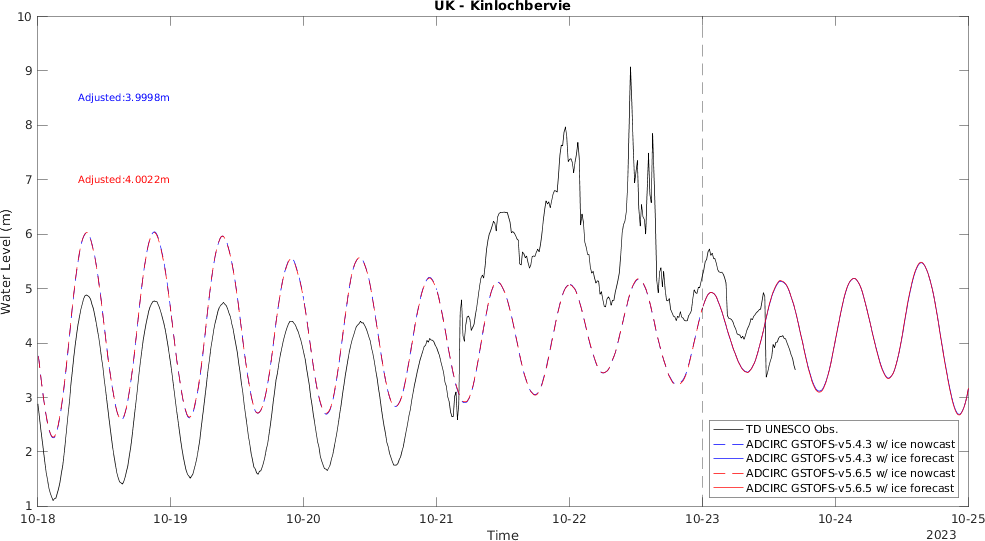 UK - Kinlochbervie
10
9
8
7
6
5
4
3
2
1
Water Level (m)
Adjusted:3.9998m
Adjusted:4.0022m
TD UNESCO Obs.
ADCIRC GSTOFS-v5.4.3 w/ ice nowcast
ADCIRC GSTOFS-v5.4.3 w/ ice forecast
ADCIRC GSTOFS-v5.6.5 w/ ice nowcast
ADCIRC GSTOFS-v5.6.5 w/ ice forecast
10-18 10-19 10-20 10-21 10-22 10-23 10-24 10-25
Time
2023